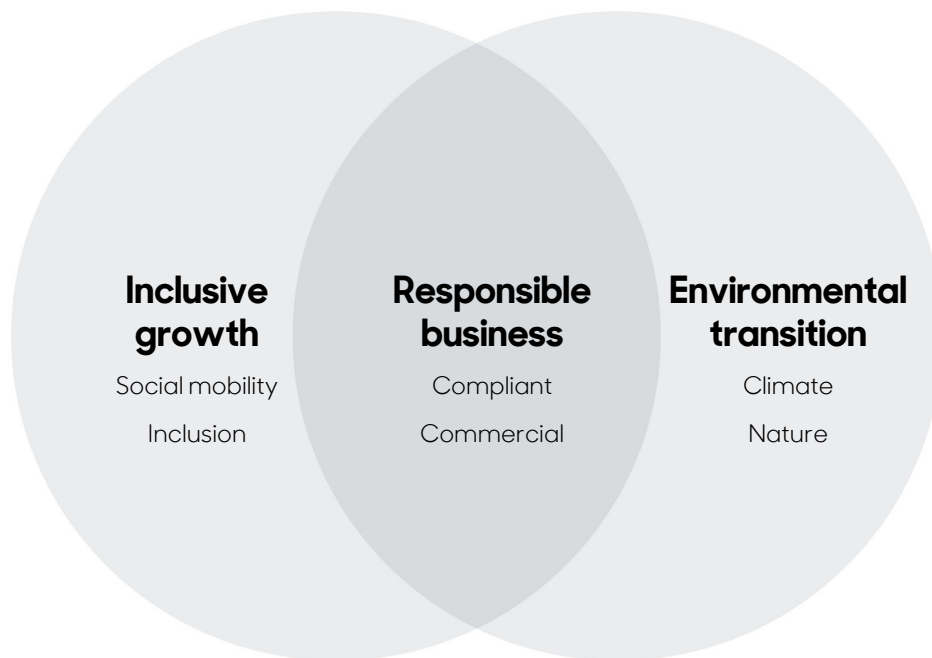 Inclusive
growth
Social mobility
Inclusion
Responsible
business
Compliant
Commercial
Environmental
transition
Climate
Nature